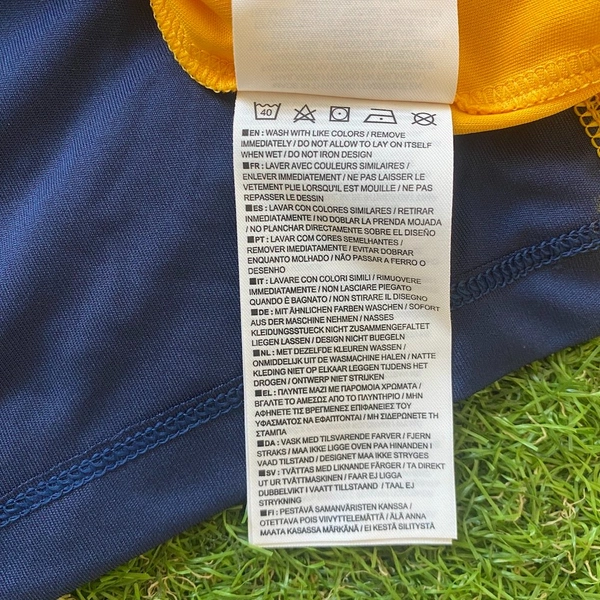 40
■EN : WASH WITH LIKE COLORS / REMOVE
IMMEDIATELY / DO NOT ALLOW TO LAY ON ITSELF
WHEN WET / DO NOT IRON DESIGN
■FR : LAVER AVEC COULEURS SIMILAIRES /
ENLEVER IMMEDIATEMENT / NE PAS LAISSER LE
VETEMENT PLIE LORSQU'IL EST MOUILLE / NE PAS
REPASSER LE DESSIN
■ES : LAVAR CON COLORES SIMILARES / RETIRAR
INMEDIATAMENTE / NO DOBLAR LA PRENDA MOJADA
/ NO PLANCHAR DIRECTAMENTE SOBRE EL DISEÑO
■PT : LAVAR COM CORES SEMELHANTES /
REMOVER IMEDIATAMENTE / EVITAR DOBRAR
ENQUANTO MOLHADO / NÃO PASSAR A FERRO O
DESENHO
■IT : LAVARE CON COLORI SIMILI / RIMUOVERE
IMMEDIATAMENTE / NON LASCIARE PIEGATO
QUANDO È BAGNATO / NON STIRARE IL DISEGNO
■DE : MIT ÄHNLICHEN FARBEN WASCHEN / SOFORT
AUS DER MASCHINE NEHMEN / NASSES
KLEIDUNGSSTUECK NICHT ZUSAMMENGEFALTET
LIEGEN LASSEN / DESIGN NICHT BUEGELN
■NL : MET DEZELFDE KLEUREN WASSEN /
ONMIDDELIJK UIT DE WASMACHINE HALEN / NATTE
KLEDING NIET OP ELKAAR LEGGEN TIJDENS HET
DROGEN / ONTWERP NIET STRIJKEN
■EL : ΠΛΥΝΤΕ ΜΑΖΙ ΜΕ ΠΑΡΟΜΟΙΑ ΧΡΩΜΑΤΑ /
ΒΓΑΛΤΕ ΤΟ ΑΜΕΣΩΣ ΑΠΟ ΤΟ ΠΛΥΝΤΗΡΙΟ / ΜΗΝ
ΑΦΗΝΕΤΕ ΤΙΣ ΒΡΕΓΜΕΝΕΣ ΕΠΙΦΑΝΕΙΕΣ ΤΟΥ
ΥΦΑΣΜΑΤΟΣ ΝΑ ΕΦΑΠΤΟΝΤΑΙ / ΜΗ ΣΙΔΕΡΩΝΕΤΕ ΤΗ
ΣΤΑΜΠΑ
■DA : VASK MED TILSVARENDE FARVER / FJERN
STRAKS / MAA IKKE LIGGE OVEN PAA HINANDEN I
VAAD TILSTAND / DESIGNET MAA IKKE STRYGES
■SV : TVÄTTAS MED LIKNANDE FÄRGER / TA DIREKT
UT UR TVÄTTMASKINEN / FAAR EJ LIGGA
DUBBELVIKT I VAATT TILLSTAAND / TAAL EJ
STRYKNING
■FI : PESTÄVÄ SAMANVÄRISTEN KANSSA /
OTETTAVA POIS VIIVYTTELEMÄTTÄ / ÄLÄ ANNA
MAATA KASASSA MÄRKÄNÄ / EI KESTÄ SILITYSTÄ